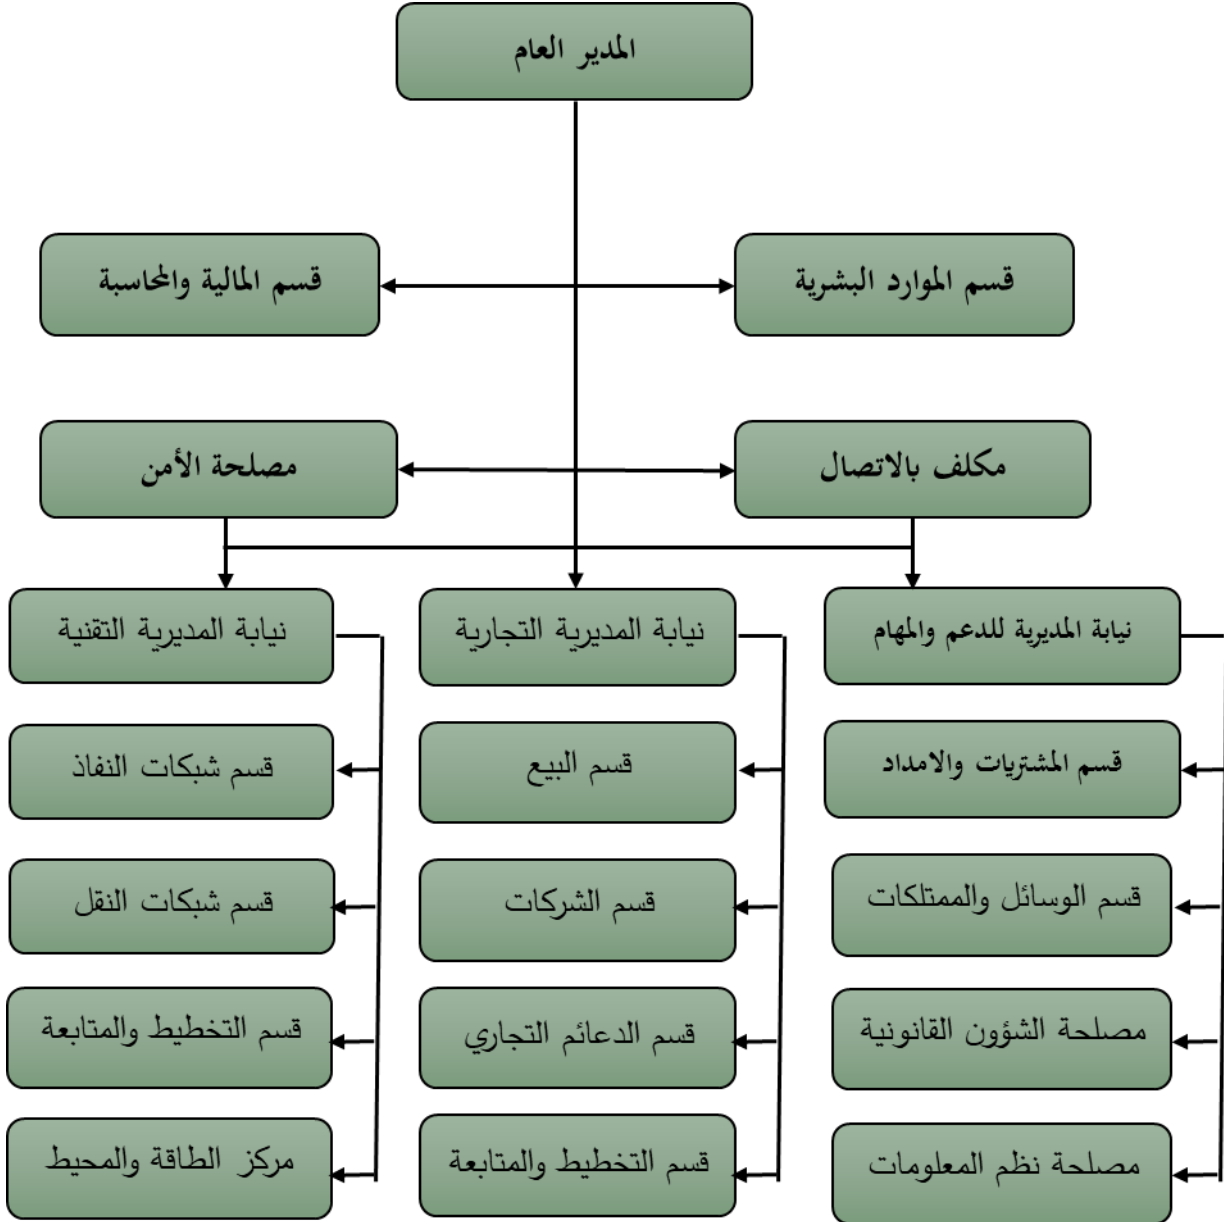 المدير العام
قسم الموارد البشرية
قسم المالية والمحاسبة
مكلف بالاتصال
مصلحة الأمن
نيابة المديرية للدعم والمهام
نيابة المديرية التجارية
نيابة المديرية التقنية
قسم المشتريات والامداد
قسم البيع
قسم شبكات النفاذ
قسم الوسائل والممتلكات
قسم الشركات
قسم شبكات النقل
مصلحة الشؤون القانونية
قسم الدعائم التجاري
قسم التخطيط والمتابعة
مصلحة نظم المعلومات
قسم التخطيط والمتابعة
مركز الطاقة والمحيط